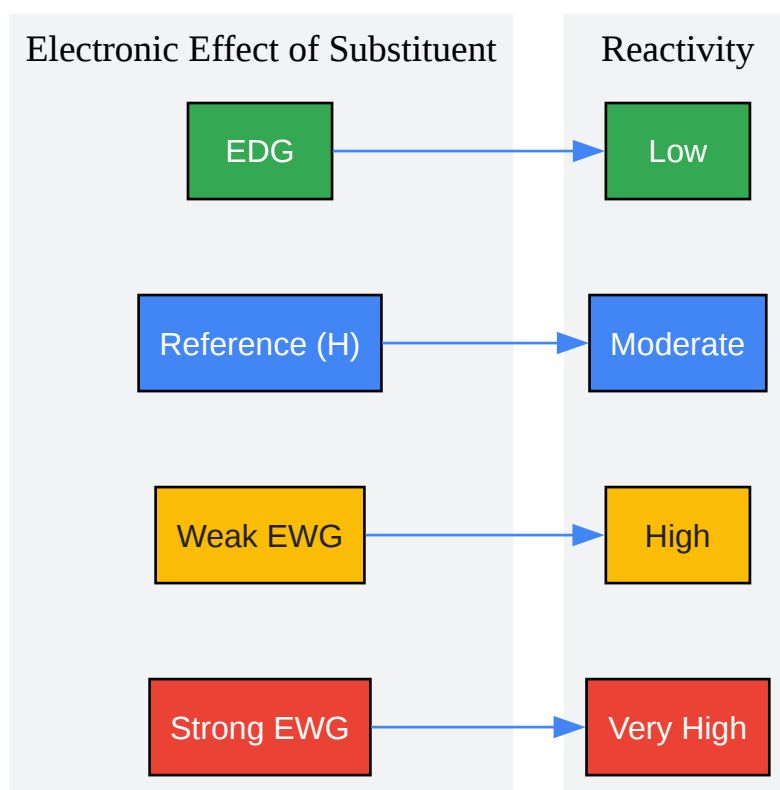 Electronic Effect of Substituent
Reactivity
EDG
Low
Reference (H)
Moderate
Weak EWG
High
Strong EWG
Very High